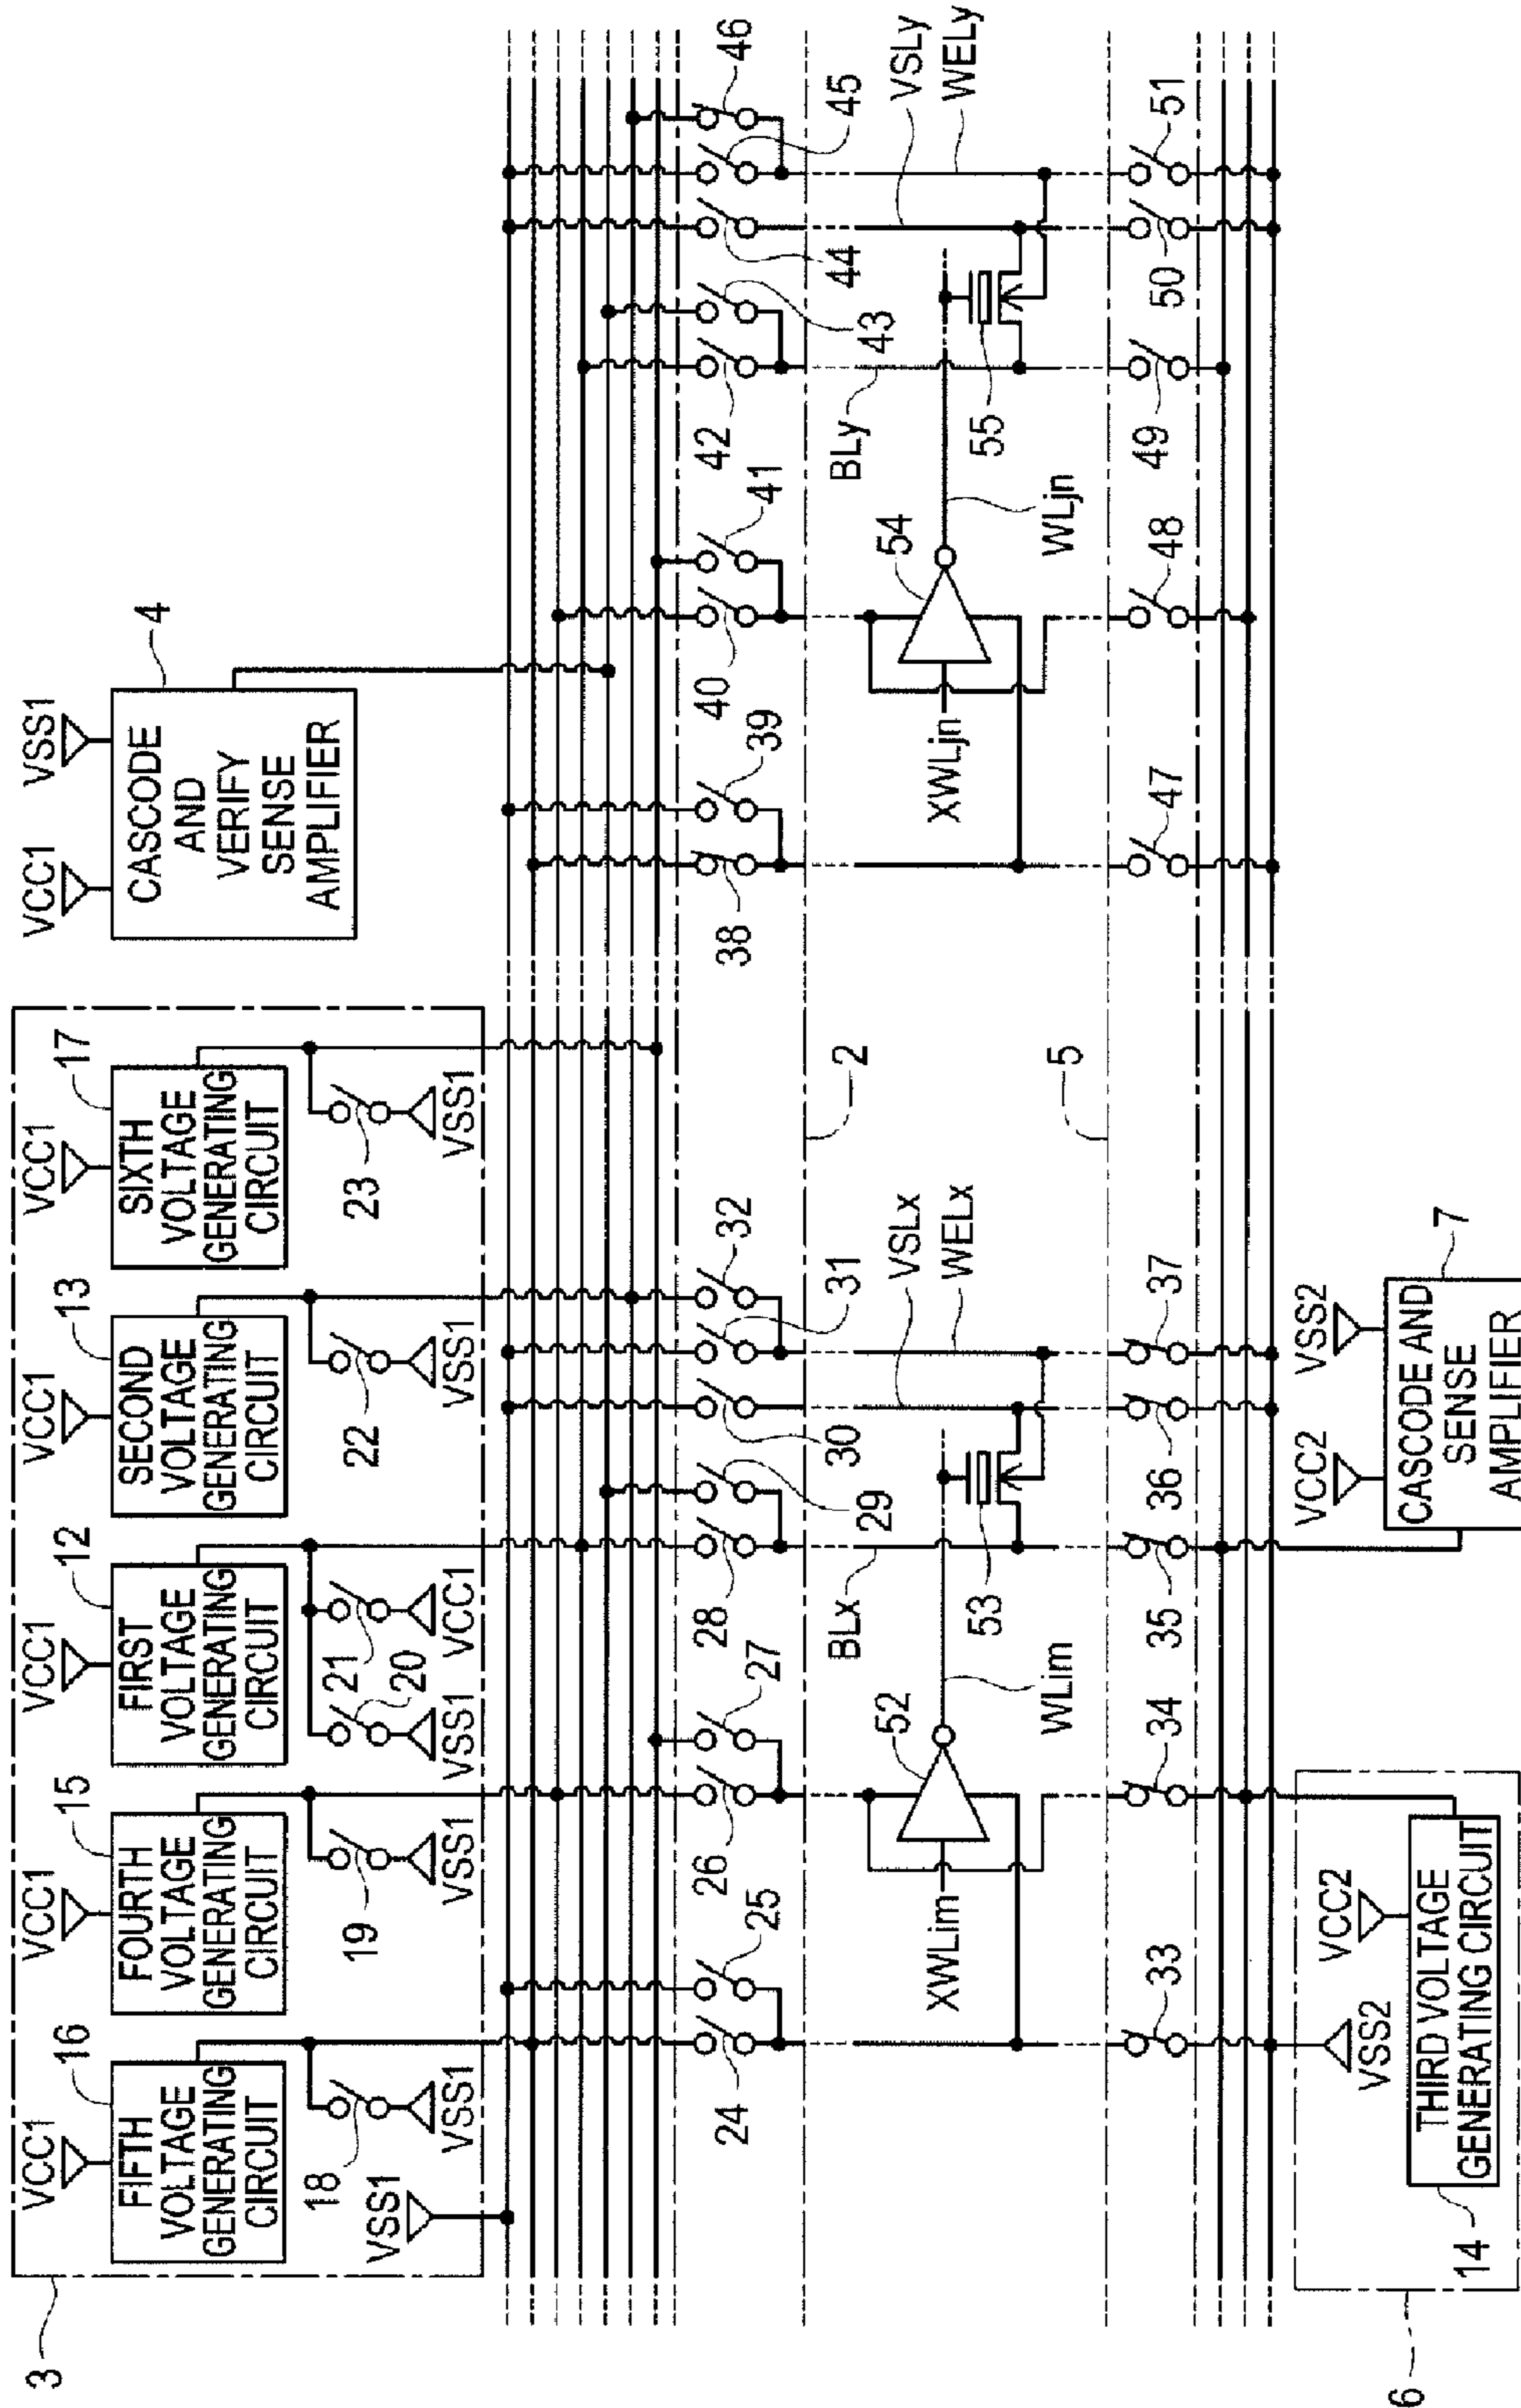 3
VCC1
16
FIFTH
VOLTAGE
GENERATING
CIRCUIT
18
VSS1
VSS1
VCC1
15
FOURTH
VOLTAGE
GENERATING
CIRCUIT
19
VSS1
VCC1
12
FIRST
VOLTAGE
GENERATING
CIRCUIT
21
20
VSS1
VCC1
VCC1
13
SECOND
VOLTAGE
GENERATING
CIRCUIT
22
VSS1
VCC1
17
SIXTH
VOLTAGE
GENERATING
CIRCUIT
23
VSS1
VCC1
VSS1
4
CASCODE
AND
VERIFY
SENSE
AMPLIFIER
24
25
26
27
28
29
30
31
32
2
38
39
40
41
42
43
44
45
46
XWLim
52
WLim
BLx
53
VSLx
WELx
5
XWLjn
54
WLjn
BLy
55
VSLy
WELy
33
34
35
36
37
47
48
49
50
51
6
VSS2
VCC2
14
THIRD VOLTAGE
GENERATING CIRCUIT
VCC2
VSS2
7
CASCODE AND
SENSE
AMPLIFIER